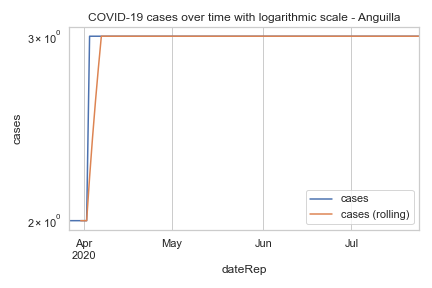 COVID-19 cases over time with logarithmic scale - Anguilla
3 × 10⁰
cases
2 × 10⁰
cases
cases (rolling)
Apr May Jun Jul
2020
dateRep